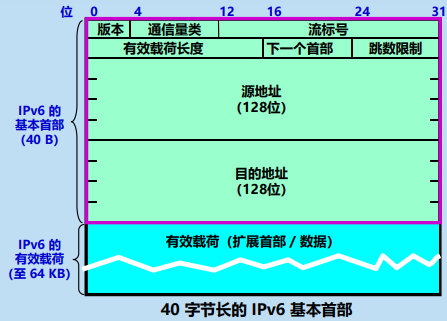 位 0 4 12 16 24 31
版本 通信量类 流标号
有效载荷长度 下一个首部 跳数限制
源地址
(128位)
IPv6 的
基本首部
(40 B)
目的地址
(128位)
IPv6 的
有效载荷
(至 64 KB)
有效载荷（扩展首部 / 数据）
40 字节长的 IPv6 基本首部